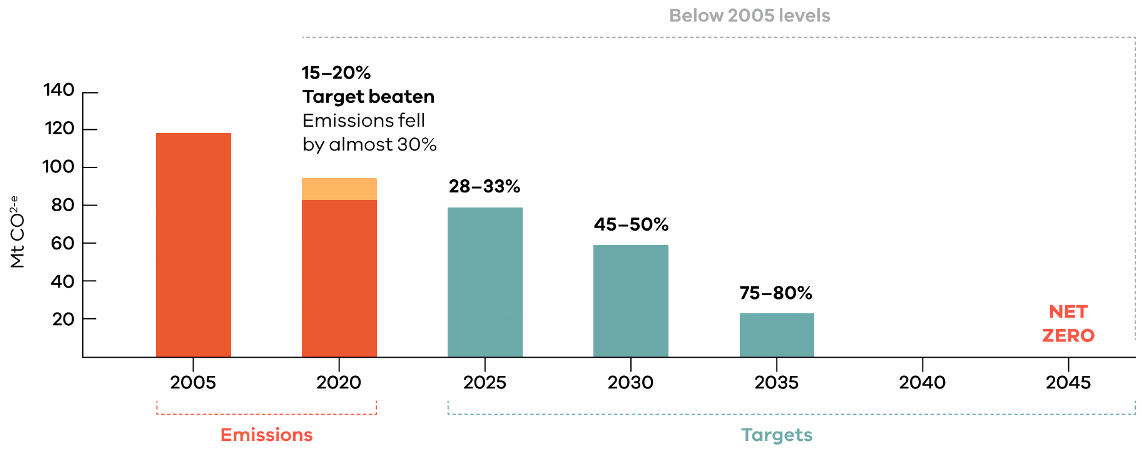 Below 2005 levels
15–20%
Target beaten
Emissions fell
by almost 30%
140
120
100
80
60
40
20
Mt CO2-e
28–33%
45–50%
75–80%
NET
ZERO
2005
2020
2025
2030
2035
2040
2045
Emissions
Targets